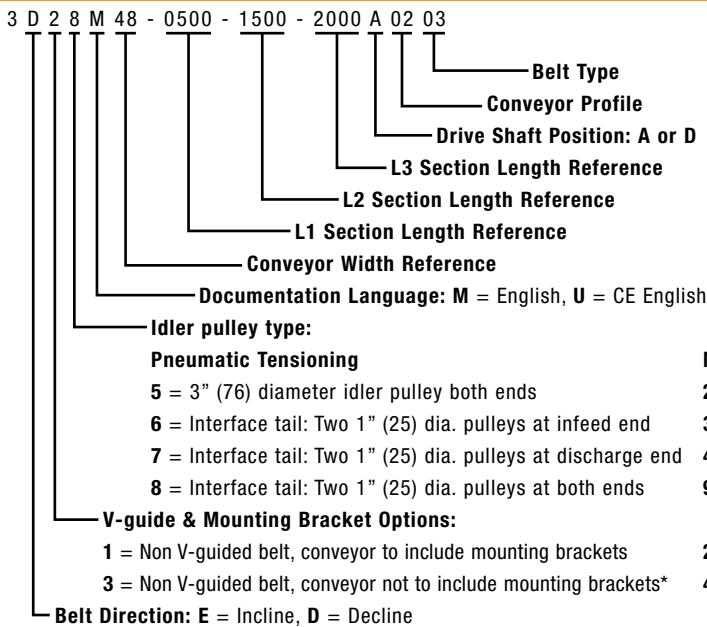 3 D 2 8 M 48 - 0500 - 1500 - 2000 A 02 03
Belt Type
Conveyor Profile
Drive Shaft Position: A or D
L3 Section Length Reference
L2 Section Length Reference
L1 Section Length Reference
Conveyor Width Reference
Documentation Language: M = English, U = CE English
Idler pulley type:
Pneumatic Tensioning
5 = 3" (76) diameter idler pulley both ends
6 = Interface tail: Two 1" (25) dia. pulleys at infeed end
7 = Interface tail: Two 1" (25) dia. pulleys at discharge end
8 = Interface tail: Two 1" (25) dia. pulleys at both ends
V-guide & Mounting Bracket Options:
1 = Non V-guided belt, conveyor to include mounting brackets
3 = Non V-guided belt, conveyor not to include mounting brackets*
Belt Direction: E = Incline, D = Decline